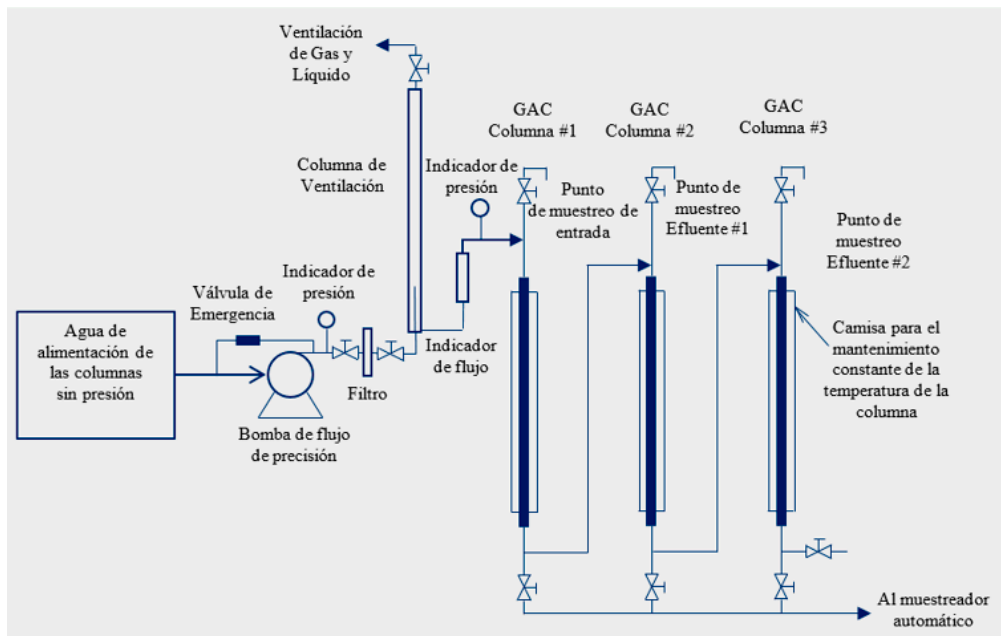 Ventilación
de Gas y
Líquido
GAC
Columna #1
GAC
Columna #2
GAC
Columna #3
Columna de
Ventilación
Indicador de
presión
Punto
de muestreo de
entrada
Punto de
muestreo
Efluente #1
Punto de
muestreo
Efluente #2
Indicador de
presión
Válvula de
Emergencia
Agua de
alimentación de
las columnas
sin presión
Filtro
Indicador
de flujo
Camisa para el
mantenimiento
constante de la
temperatura de la
columna
Bomba de flujo
de precisión
Al muestreador
automático